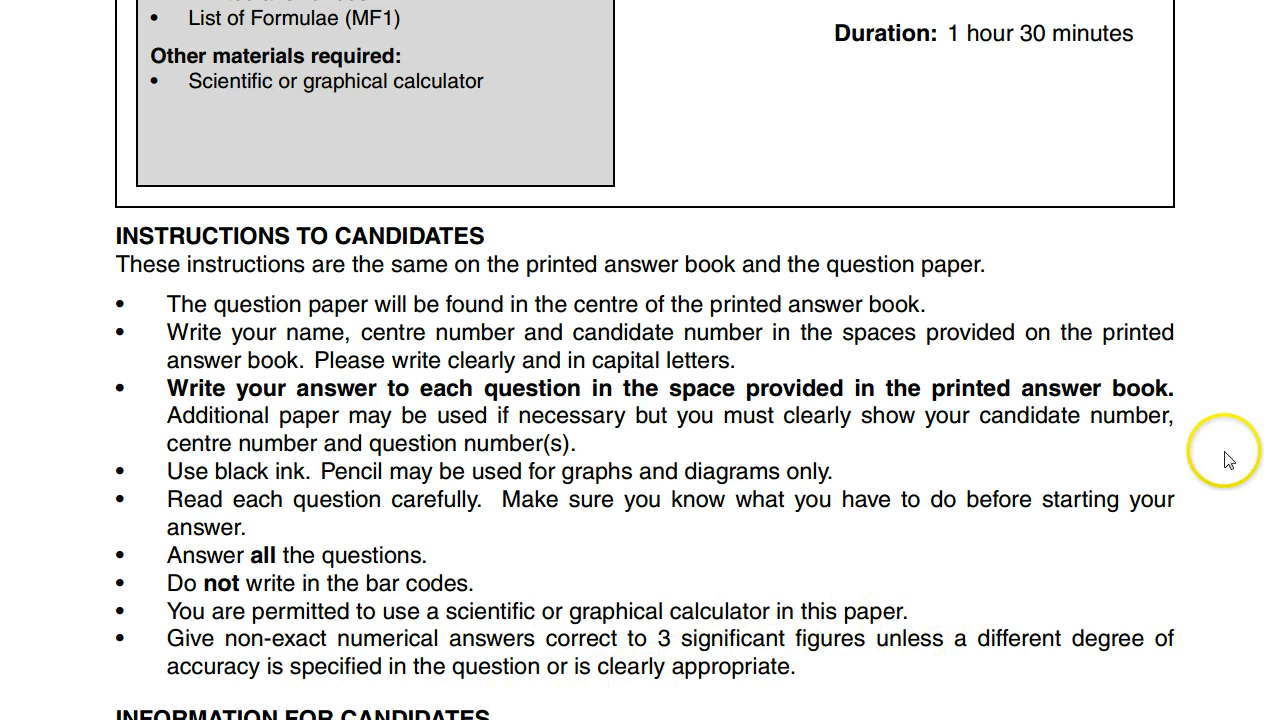 • List of Formulae (MF1)
Duration: 1 hour 30 minutes
Other materials required:
• Scientific or graphical calculator
INSTRUCTIONS TO CANDIDATES
These instructions are the same on the printed answer book and the question paper.
• The question paper will be found in the centre of the printed answer book.
• Write your name, centre number and candidate number in the spaces provided on the printed
answer book. Please write clearly and in capital letters.
• Write your answer to each question in the space provided in the printed answer book.
Additional paper may be used if necessary but you must clearly show your candidate number,
centre number and question number(s).
• Use black ink. Pencil may be used for graphs and diagrams only.
• Read each question carefully. Make sure you know what you have to do before starting your
answer.
• Answer all the questions.
• Do not write in the bar codes.
• You are permitted to use a scientific or graphical calculator in this paper.
• Give non-exact numerical answers correct to 3 significant figures unless a different degree of
accuracy is specified in the question or is clearly appropriate.
INFORMATION FOR CANDIDATES